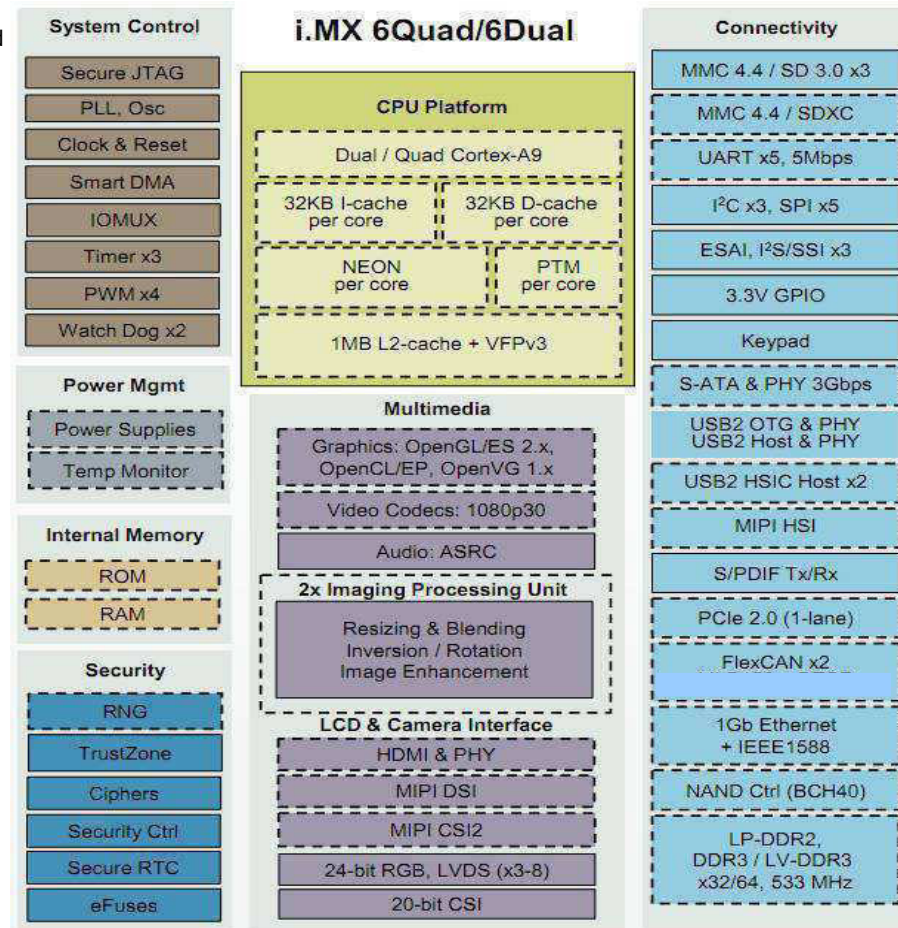 System Control
Secure JTAG
PLL, Osc
Clock & Reset
Smart DMA
IOMUX
Timer x3
PWM x4
Watch Dog x2
Power Mgmt
Power Supplies
Temp Monitor
Internal Memory
ROM
RAM
Security
RNG
TrustZone
Ciphers
Security Ctrl
Secure RTC
eFuses
i.MX 6Quad/6Dual
CPU Platform
Dual / Quad Cortex-A9
32KB I-cache
per core
32KB D-cache
per core
NEON
per core
PTM
per core
1MB L2-cache + VFPv3
Multimedia
Graphics: OpenGL/ES 2.x,
OpenCL/EP, OpenVG 1.x
Video Codecs: 1080p30
Audio: ASRC
2x Imaging Processing Unit
Resizing & Blending
Inversion / Rotation
Image Enhancement
LCD & Camera Interface
HDMI & PHY
MIPI DSI
MIPI CSI2
24-bit RGB, LVDS (x3-8)
20-bit CSI
Connectivity
MMC 4.4 / SD 3.0 x3
MMC 4.4 / SDXC
UART x5, 5Mbps
I²C x3, SPI x5
ESAI, I²S/SSI x3
3.3V GPIO
Keypad
S-ATA & PHY 3Gbps
USB2 OTG & PHY
USB2 Host & PHY
USB2 HSIC Host x2
MIPI HSI
S/PDIF Tx/Rx
PCIe 2.0 (1-lane)
FlexCAN x2
1Gb Ethernet
+ IEEE1588
NAND Ctrl (BCH40)
LP-DDR2,
DDR3 / LV-DDR3
x32/64, 533 MHz